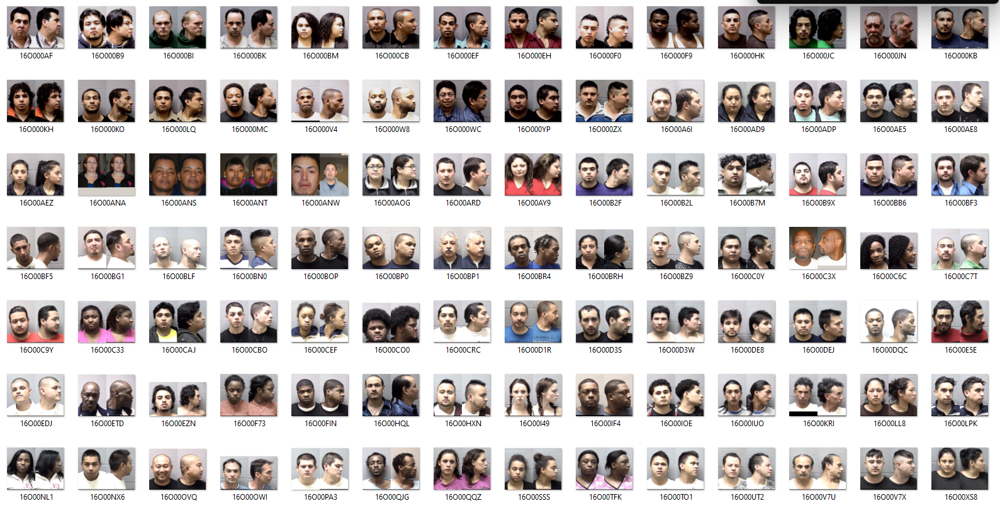 16O000AF 16O000B9 16O000BI 16O000BK 16O000BM 16O000CB 16O000EF 16O000EH 16O000F0 16O000F9 16O000HK 16O000JC 16O000JN 16O000KB
16O000KH 16O000KO 16O000LQ 16O000MC 16O000V4 16O000W8 16O000WC 16O000YP 16O000ZX 16O00A6I 16O00AD9 16O00ADP 16O00AE5 16O00AE8
16O00AEZ 16O00ANA 16O00ANS 16O00ANT 16O00ANW 16O00AOG 16O00ARD 16O00AY9 16O00B2F 16O00B2L 16O00B7M 16O00B9X 16O00BB6 16O00BF3
16O00BF5 16O00BG1 16O00BLF 16O00BN0 16O00BOP 16O00BP0 16O00BP1 16O00BR4 16O00BRH 16O00BZ9 16O00C0Y 16O00C3X 16O00C6C 16O00C7T
16O00C9Y 16O00C33 16O00CAJ 16O00CBO 16O00CEF 16O00CO0 16O00CRC 16O00D1R 16O00D3S 16O00D3W 16O00DE8 16O00DEJ 16O00DQC 16O00E5E
16O00EDJ 16O00ETD 16O00EZN 16O00F73 16O00FIN 16O00HQL 16O00HXN 16O00I49 16O00IF4 16O00IOE 16O00IUO 16O00KRI 16O00LL8 16O00LPK
16O00NL1 16O00NX6 16O00OVQ 16O00OWI 16O00PA3 16O00QJG 16O00QQZ 16O00SSS 16O00TFK 16O00TO1 16O00UT2 16O00V7U 16O00V7X 16O00XS8